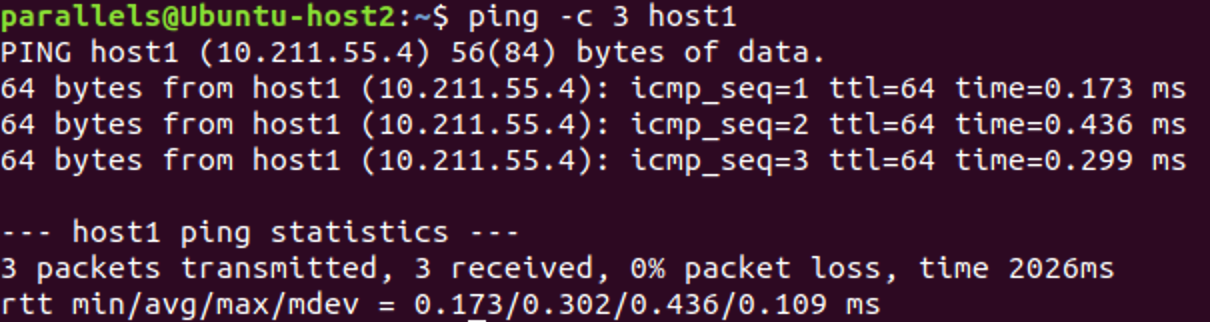 parallels@Ubuntu-host2:~$ ping -c 3 host1
PING host1 (10.211.55.4) 56(84) bytes of data.
64 bytes from host1 (10.211.55.4): icmp_seq=1 ttl=64 time=0.173 ms
64 bytes from host1 (10.211.55.4): icmp_seq=2 ttl=64 time=0.436 ms
64 bytes from host1 (10.211.55.4): icmp_seq=3 ttl=64 time=0.299 ms
--- host1 ping statistics ---
3 packets transmitted, 3 received, 0% packet loss, time 2026ms
rtt min/avg/max/mdev = 0.173/0.302/0.436/0.109 ms